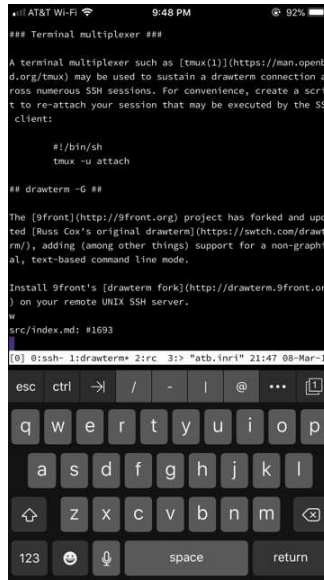 AT&T Wi-Fi 9:48 PM 92%
### Terminal multiplexer ###
A terminal multiplexer such as [tmux(1)](https://man.openb
d.org/tmux) may be used to sustain a drawterm connection a
ross numerous SSH sessions. For convenience, create a scri
t to re-attach your session that may be executed by the SS
client:
#!/bin/sh
tmux -u attach
## drawterm -G ##
The [9front](http://9front.org) project has forked and upd
ted [Russ Cox's original drawterm](https://swtch.com/drawt
rm/), adding (among other things) support for a non-graphi
al, text-based command line mode.
Install 9front's [drawterm fork](http://drawterm.9front.or
) on your remote UNIX SSH server.
w
src/index.md: #1693
[0] 0:ssh- 1:drawterm* 2:rc 3:> "atb.inri" 21:47 08-Mar-1
esc ctrl / - | @ ••• 1
q w e r t y u i o p
a s d f g h j k l
z x c v b n m
123 space return